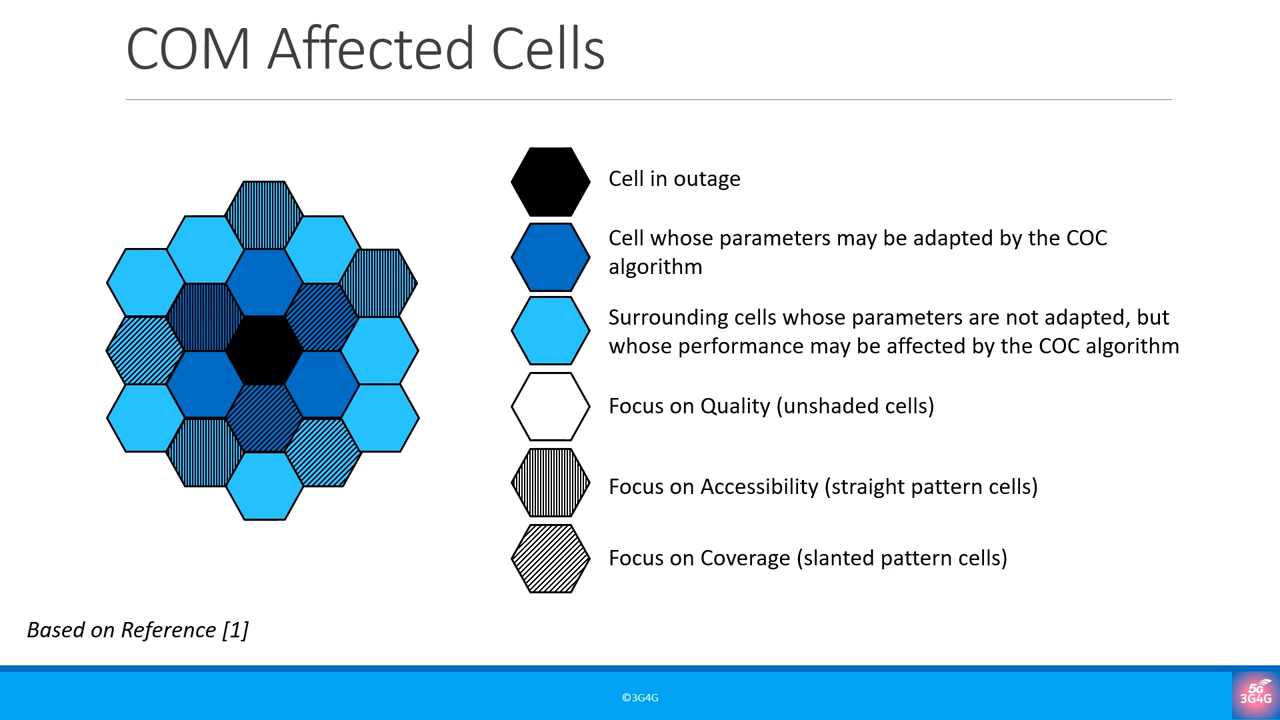 COM Affected Cells
Cell in outage
Cell whose parameters may be adapted by the COC
algorithm
Surrounding cells whose parameters are not adapted, but
whose performance may be affected by the COC algorithm
Focus on Quality (unshaded cells)
Focus on Accessibility (straight pattern cells)
Focus on Coverage (slanted pattern cells)
Based on Reference [1]
©3G4G
5G
3G4G